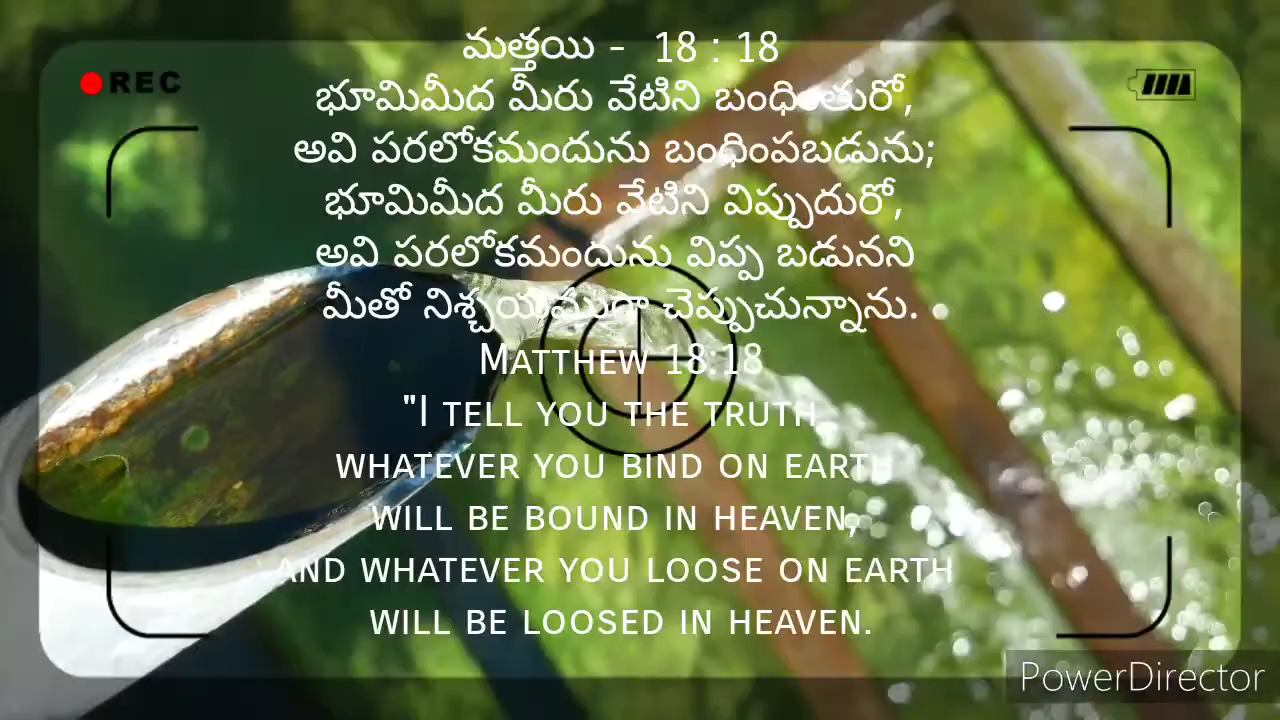 మత్తయి - 18 : 18
REC
భూమిమీద మీరు వేటిని బంధింతురో,
అవి పరలోకమందును బంధింపబడును;
భూమిమీద మీరు వేటిని విప్పుదురో,
అవి పరలోకమందును విప్ప బడునని
మీతో నిశ్చయముగా చెప్పుచున్నాను.
MATTHEW 18:18
"I TELL YOU THE TRUTH,
WHATEVER YOU BIND ON EARTH
WILL BE BOUND IN HEAVEN,
AND WHATEVER YOU LOOSE ON EARTH
WILL BE LOOSED IN HEAVEN.
PowerDirector